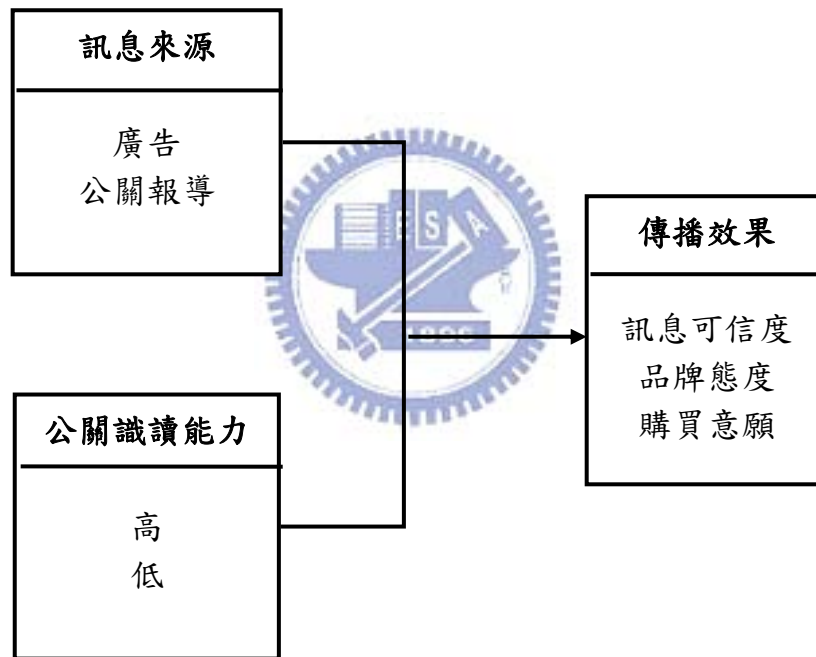 訊息來源
廣告
公關報導
公關識讀能力
高
低
傳播效果
訊息可信度
品牌態度
購買意願
E S A
1896